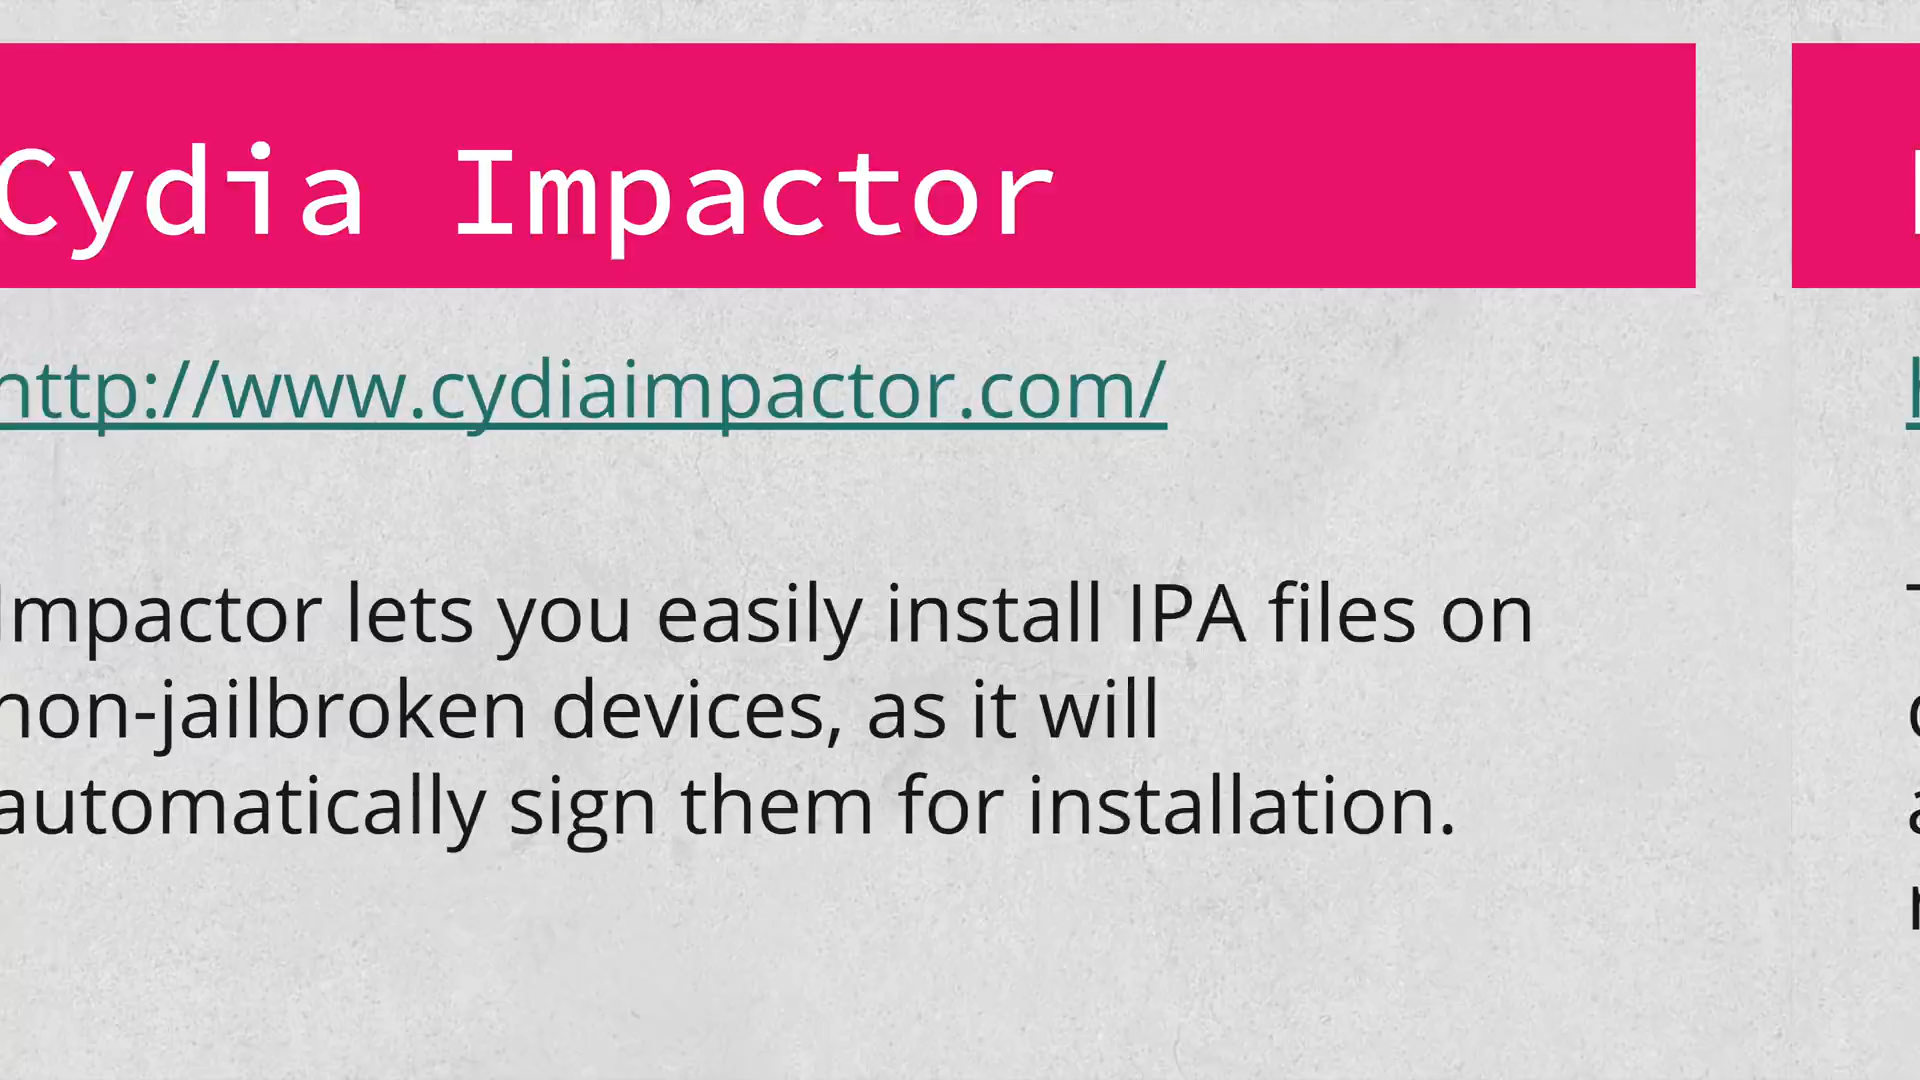 Cydia Impactor
http://www.cydiaimpactor.com/
Impactor lets you easily install IPA files on
non-jailbroken devices, as it will
automatically sign them for installation.